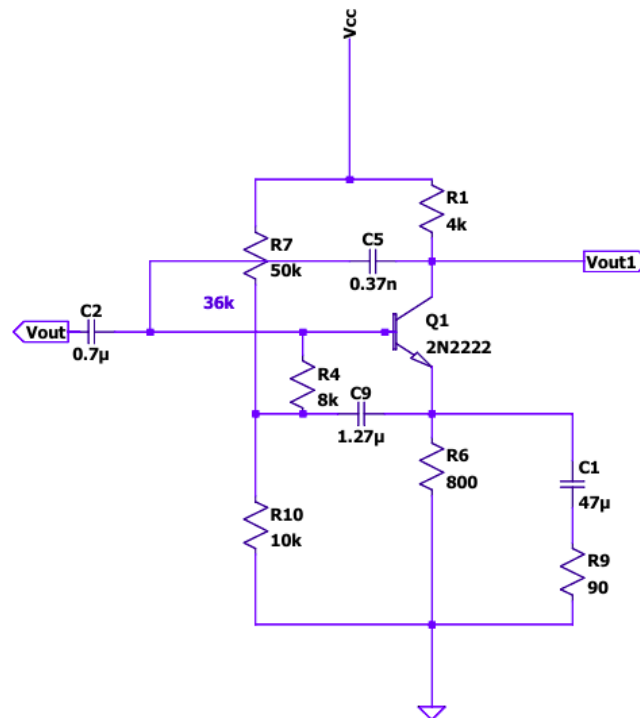 Vcc
R1
4k
R7
50k
C5
0.37n
Vout1
36k
C2
Vout
0.7µ
Q1
2N2222
R4
8k
C9
1.27µ
R6
800
C1
47µ
R10
10k
R9
90